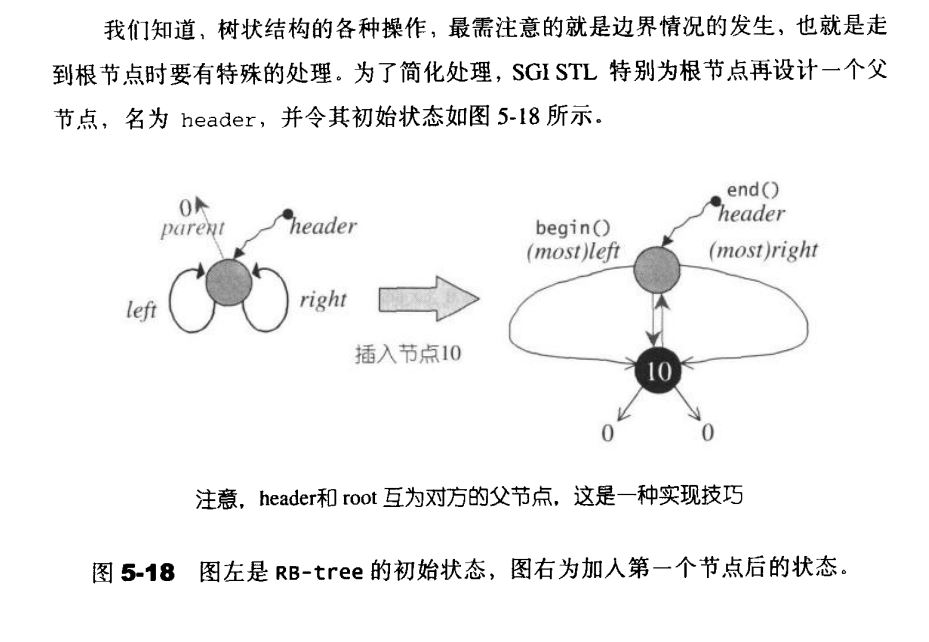 我们知道，树状结构的各种操作，最需注意的就是边界情况的发生，也就是走
到根节点时要有特殊的处理。为了简化处理，SGI STL 特别为根节点再设计一个父
节点，名为 header，并令其初始状态如图 5-18 所示。
0
parent
header
left
right
插入节点10
end()
header
begin()
(most)left
(most)right
10
0
0
注意，header和 root 互为对方的父节点，这是一种实现技巧
图 5-18 图左是 RB-tree 的初始状态，图右为加入第一个节点后的状态。